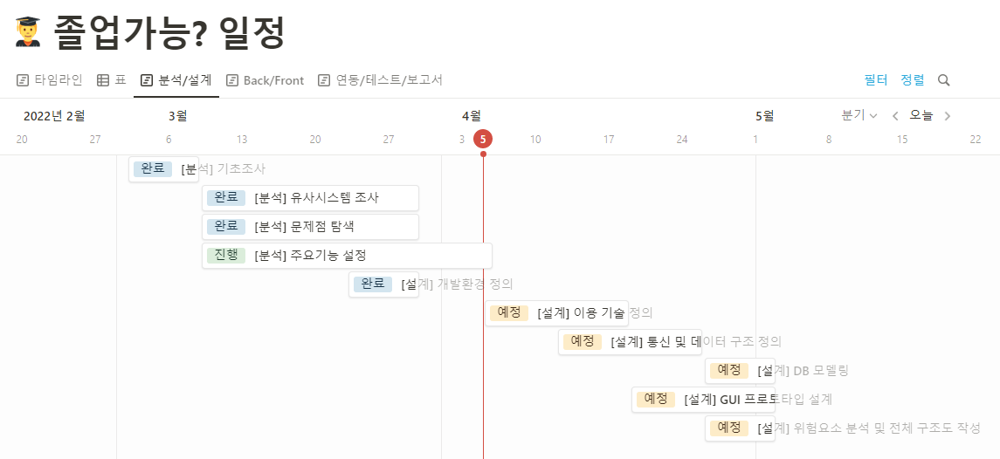 졸업가능? 일정
타임라인 표 분석/설계 Back/Front 연동/테스트/보고서 필터 정렬
2022년 2월 3월 4월 5월 분기 오늘
20 27 6 13 20 27 3 5 10 17 24 1 8 15 22
완료 [분석] 기초조사
완료 [분석] 유사시스템 조사
완료 [분석] 문제점 탐색
진행 [분석] 주요기능 설정
완료 [설계] 개발환경 정의
예정 [설계] 이용 기술 정의
예정 [설계] 통신 및 데이터 구조 정의
예정 [설계] DB 모델링
예정 [설계] GUI 프로토타입 설계
예정 [설계] 위험요소 분석 및 전체 구조도 작성